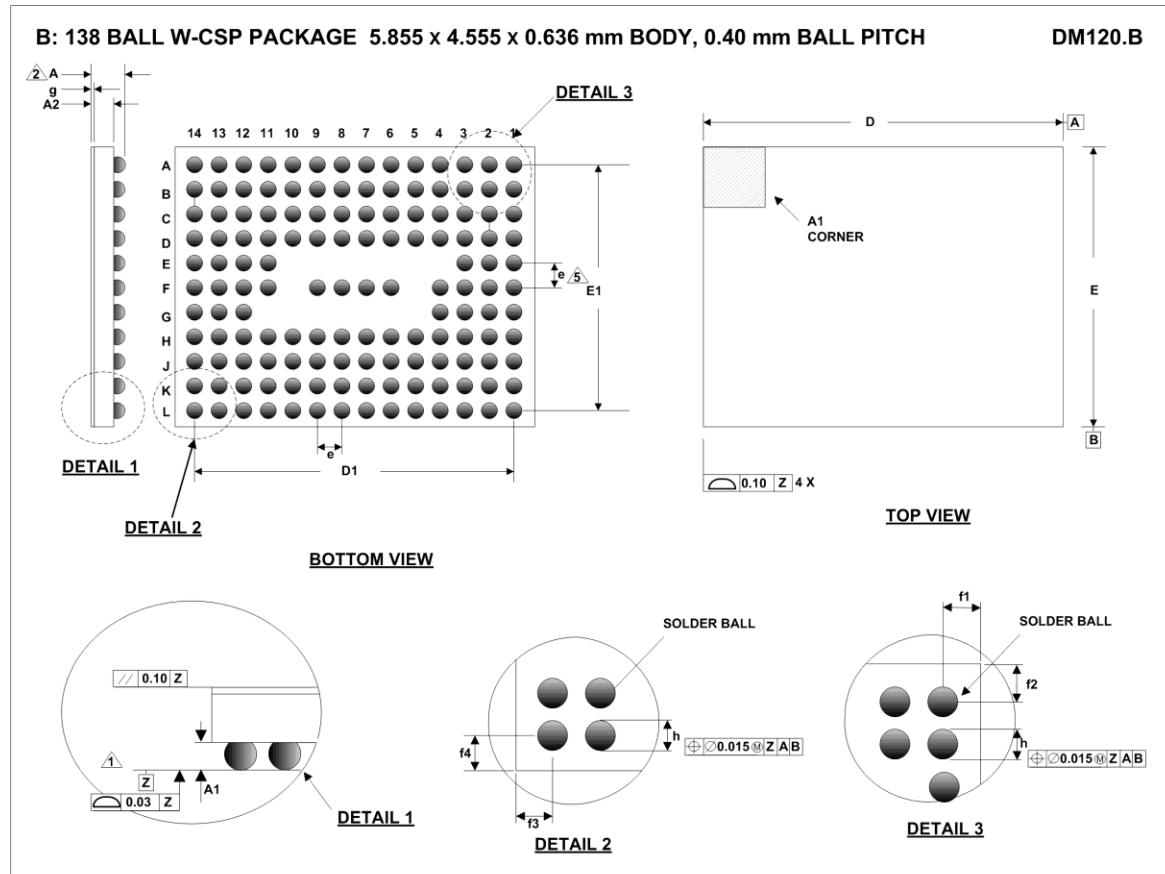 B: 138 BALL W-CSP PACKAGE 5.855 x 4.555 x 0.636 mm BODY, 0.40 mm BALL PITCH DM120.B
2 A
g
A2
DETAIL 3
14 13 12 11 10 9 8 7 6 5 4 3 2 1
A
B
C
D
E
F
G
H
J
K
L
e 5
E1
e
D1
DETAIL 1
DETAIL 2
BOTTOM VIEW
D
A
A1
CORNER
E
B
0.10 Z 4 X
TOP VIEW
// 0.10 Z
1
Z
0.03 Z
A1
DETAIL 1
SOLDER BALL
h
⌖ ∅0.015 Ⓜ Z A B
f4
f3
DETAIL 2
f1
SOLDER BALL
f2
h
⌖ ∅0.015 Ⓜ Z A B
DETAIL 3